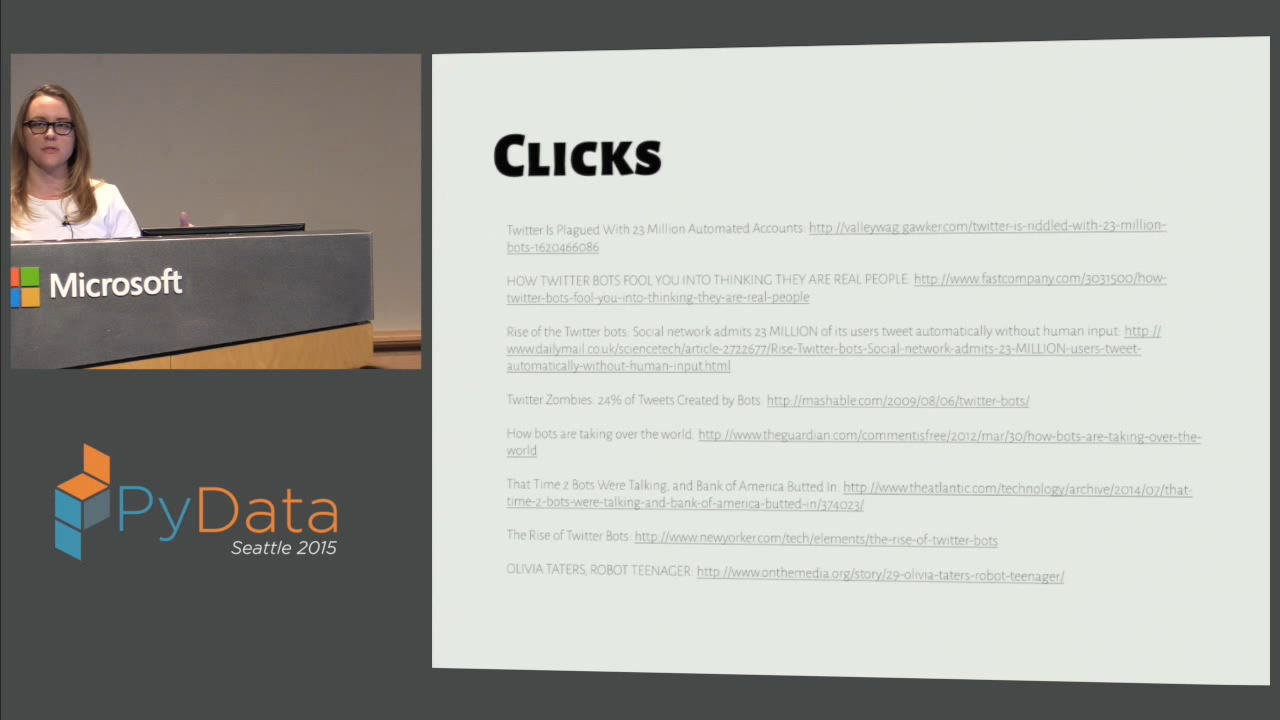 Microsoft
PyData
Seattle 2015
CLICKS
Twitter Is Plagued With 23 Million Automated Accounts: http://valleywag.gawker.com/twitter-is-riddled-with-23-million-
bots-1620466086
HOW TWITTER BOTS FOOL YOU INTO THINKING THEY ARE REAL PEOPLE: http://www.fastcompany.com/3031500/how-
twitter-bots-fool-you-into-thinking-they-are-real-people
Rise of the Twitter bots: Social network admits 23 MILLION of its users tweet automatically without human input: http://
www.dailymail.co.uk/sciencetech/article-2722677/Rise-Twitter-bots-Social-network-admits-23-MILLION-users-tweet-
automatically-without-human-input.html
Twitter Zombies: 24% of Tweets Created by Bots: http://mashable.com/2009/08/06/twitter-bots/
How bots are taking over the world: http://www.theguardian.com/commentisfree/2012/mar/30/how-bots-are-taking-over-the-
world
That Time 2 Bots Were Talking, and Bank of America Butted In: http://www.theatlantic.com/technology/archive/2014/07/that-
time-2-bots-were-talking-and-bank-of-america-butted-in/374023/
The Rise of Twitter Bots: http://www.newyorker.com/tech/elements/the-rise-of-twitter-bots
OLIVIA TATERS, ROBOT TEENAGER: http://www.onthemedia.org/story/29-olivia-taters-robot-teenager/